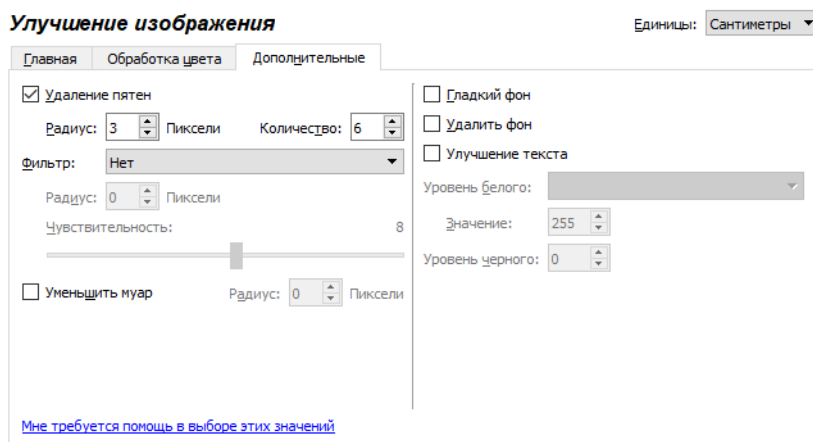 Улучшение изображения
Единицы: Сантиметры
Главная Обработка цвета Дополнительные
Удаление пятен
Радиус: 3 Пиксели Количество: 6
Фильтр: Нет
Радиус: 0 Пиксели
Чувствительность: 8
Уменьшить муар Радиус: 0 Пиксели
Гладкий фон
Удалить фон
Улучшение текста
Уровень белого:
Значение: 255
Уровень черного: 0
Мне требуется помощь в выборе этих значений